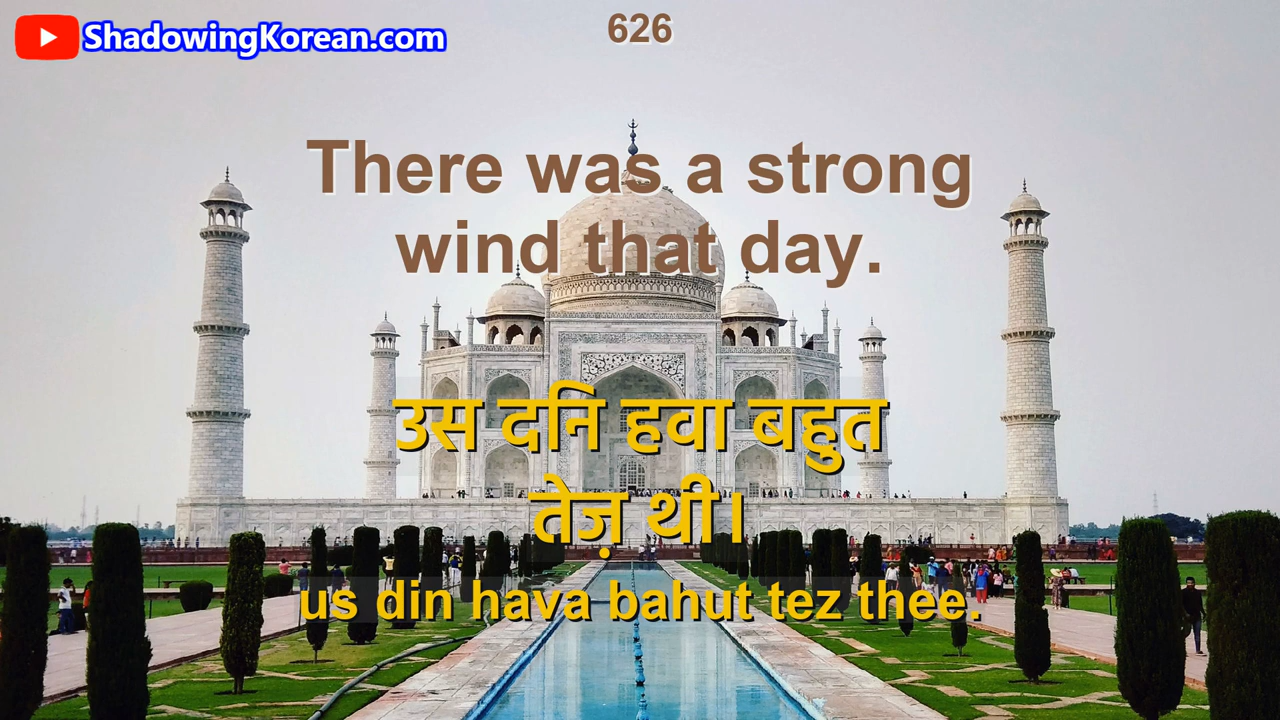 ShadowingKorean.com
626
There was a strong
wind that day.
उस दनि हवा बहुत
तेज़ थी।
us din hava bahut tez thee.